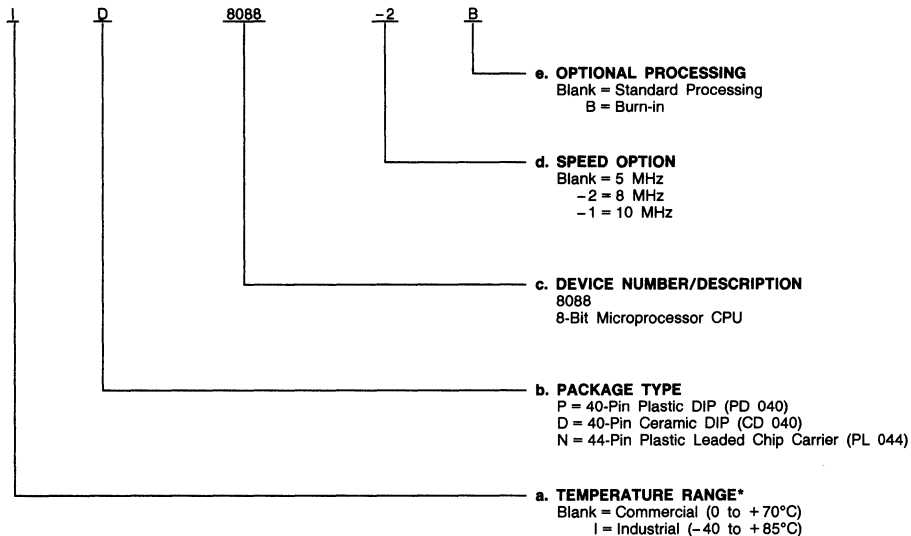 I D 8088 -2 B
e. OPTIONAL PROCESSING
Blank = Standard Processing
B = Burn-in
d. SPEED OPTION
Blank = 5 MHz
-2 = 8 MHz
-1 = 10 MHz
c. DEVICE NUMBER/DESCRIPTION
8088
8-Bit Microprocessor CPU
b. PACKAGE TYPE
P = 40-Pin Plastic DIP (PD 040)
D = 40-Pin Ceramic DIP (CD 040)
N = 44-Pin Plastic Leaded Chip Carrier (PL 044)
a. TEMPERATURE RANGE*
Blank = Commercial (0 to +70°C)
I = Industrial (-40 to +85°C)